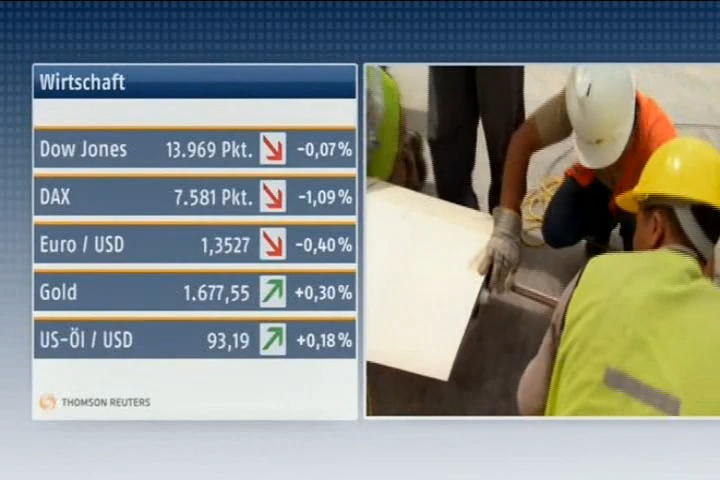 Wirtschaft
Dow Jones 13.969 Pkt. -0,07%
DAX 7.581 Pkt. -1,09%
Euro / USD 1,3527 -0,40%
Gold 1.677,55 +0,30%
US-Öl / USD 93,19 +0,18%
THOMSON REUTERS